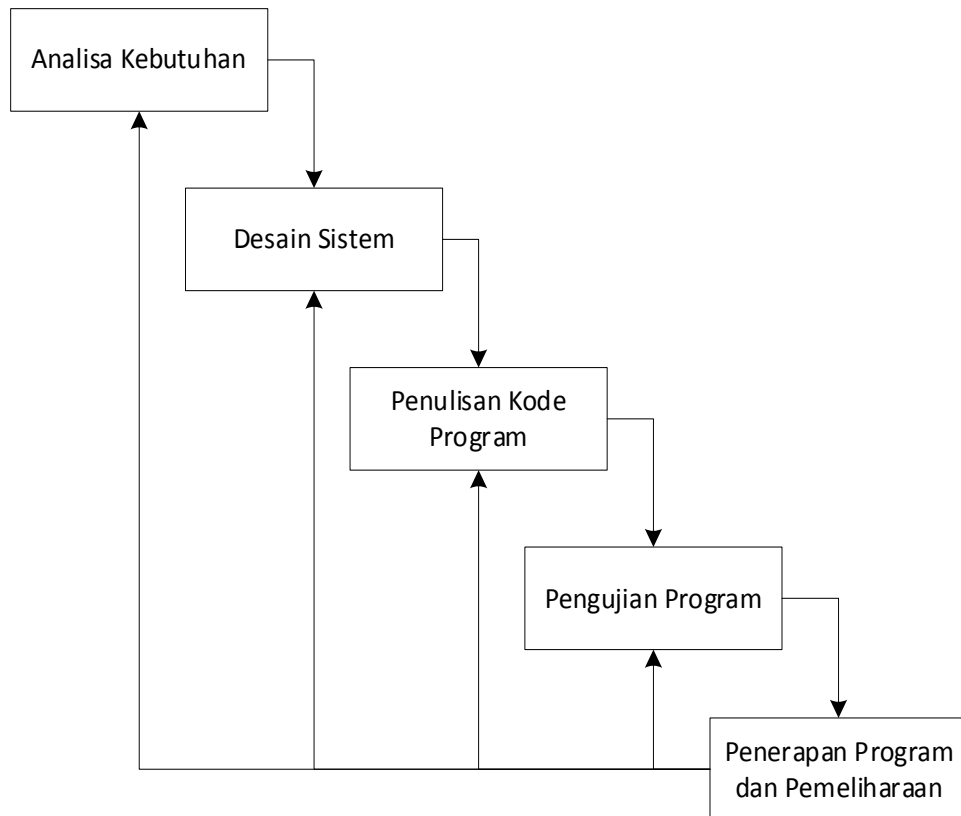 Analisa Kebutuhan
Desain Sistem
Penulisan Kode
Program
Pengujian Program
Penerapan Program
dan Pemeliharaan